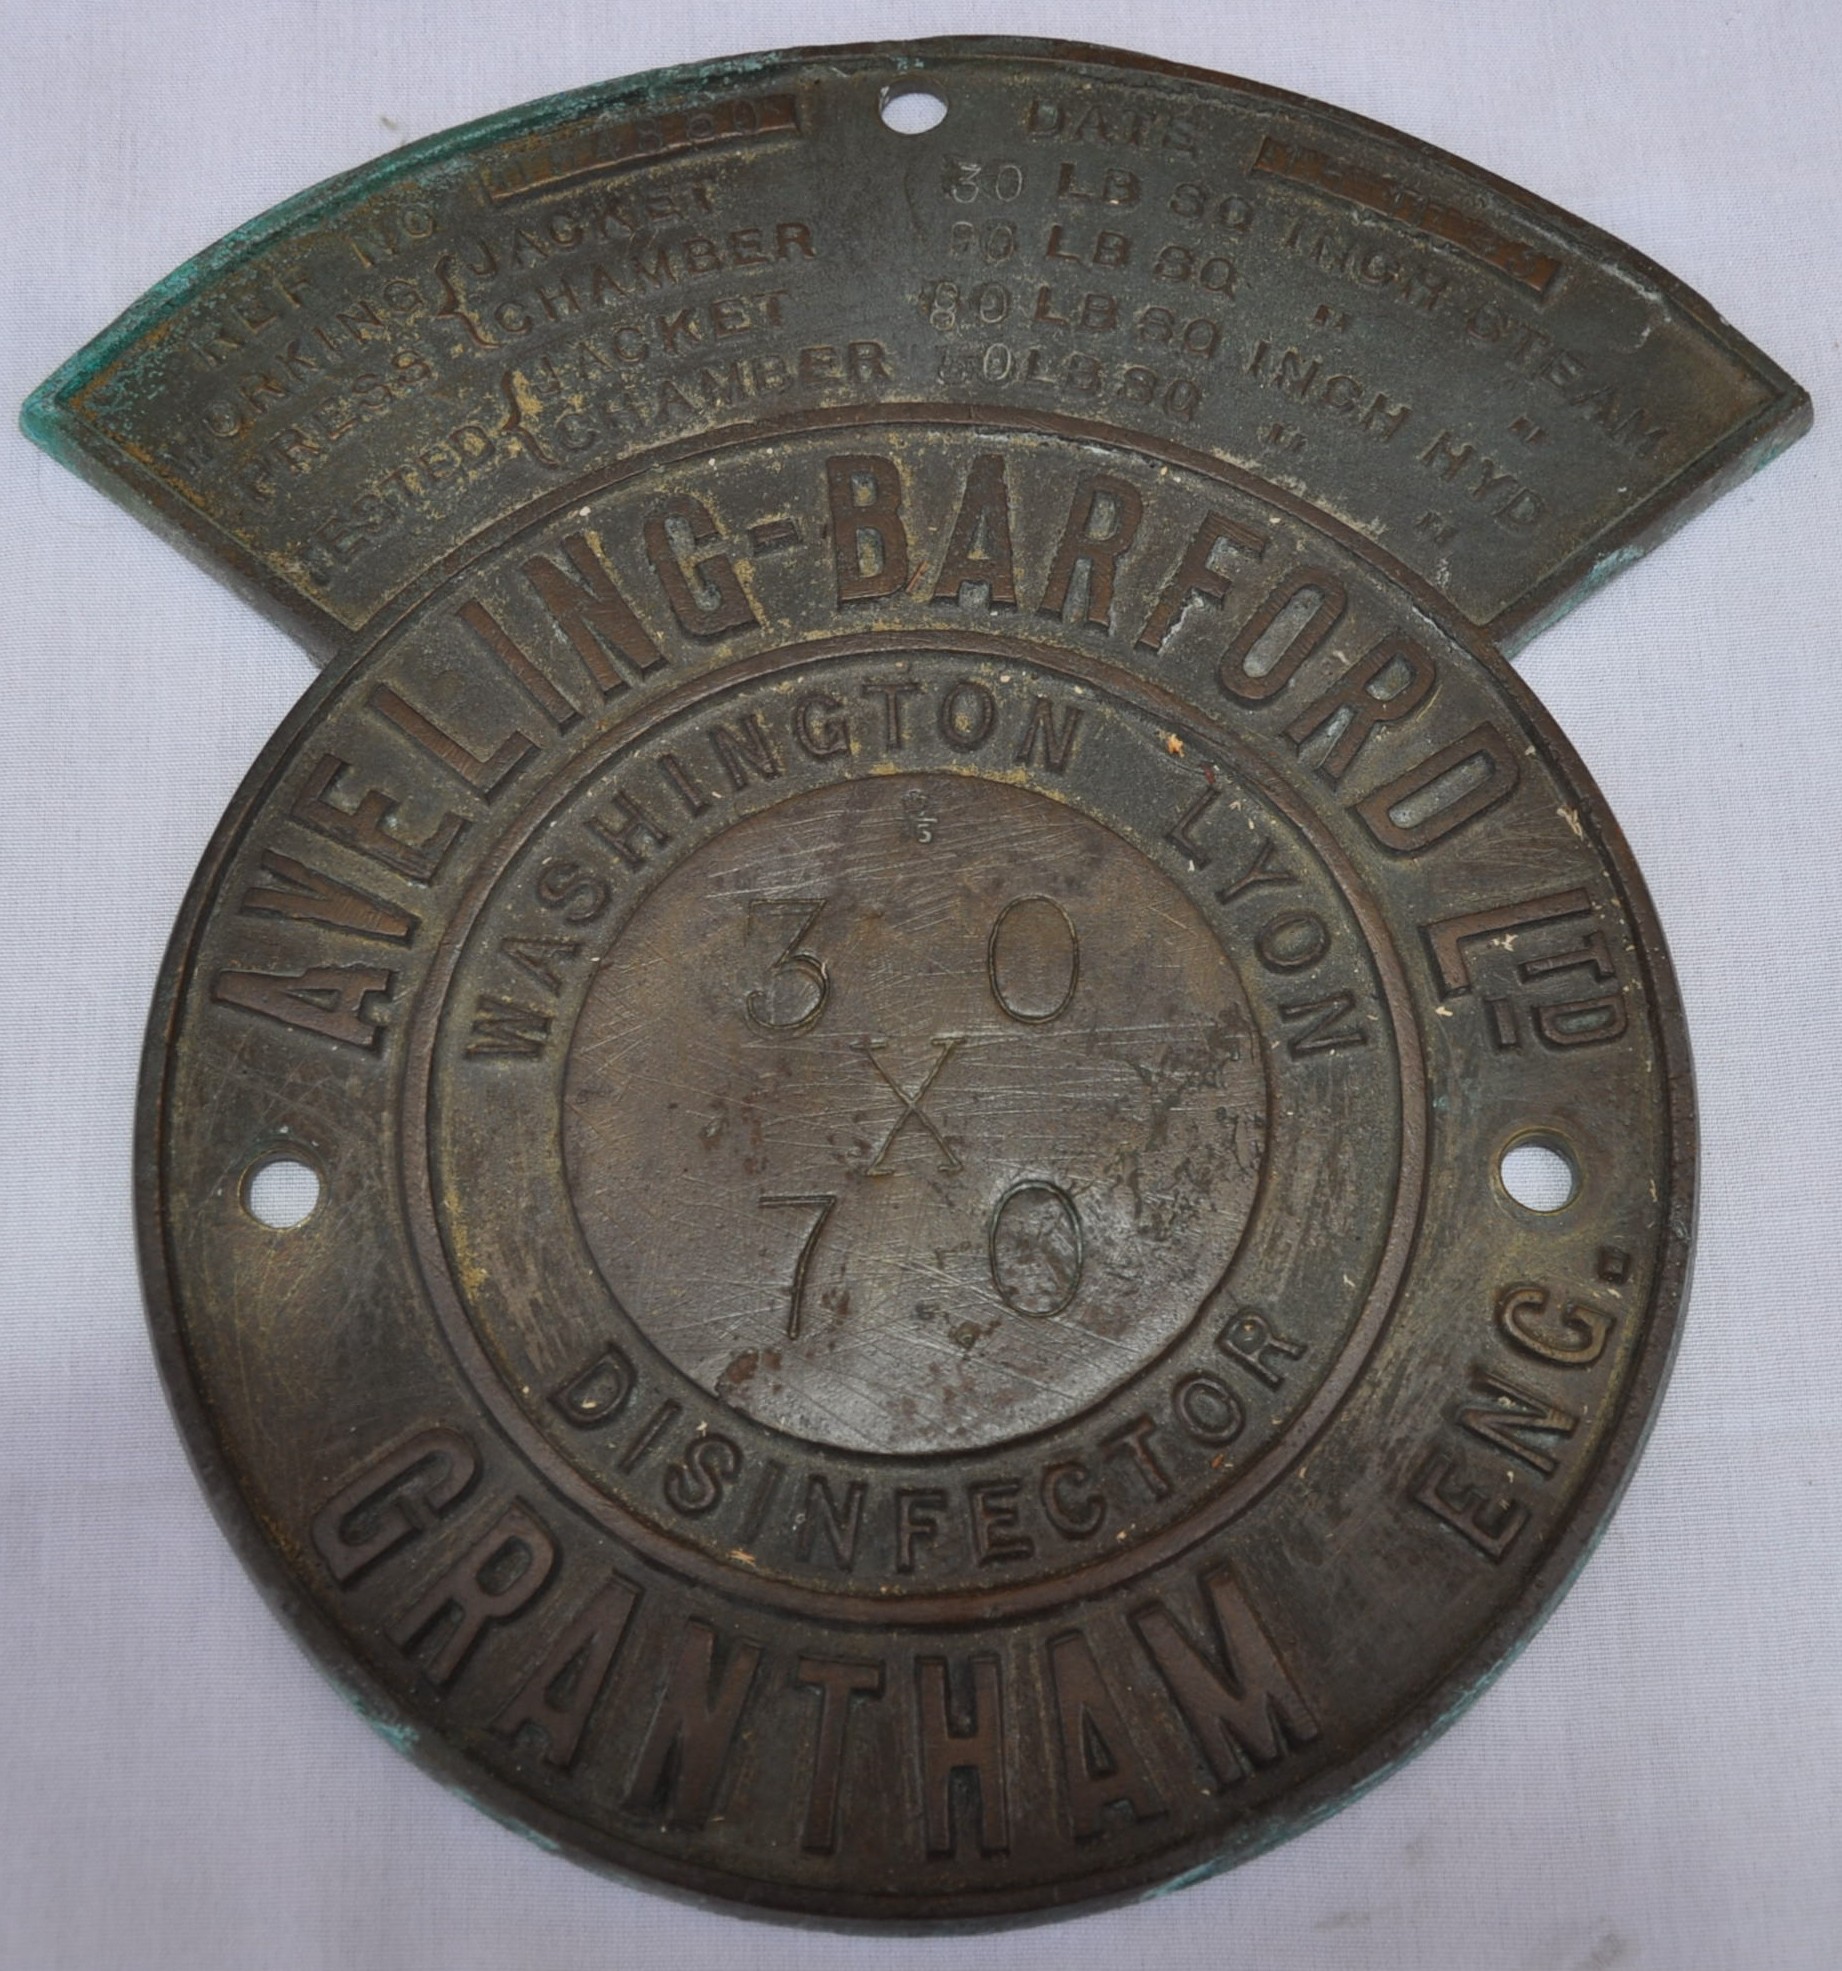 REF NO DATE
WORKING PRESS { JACKET 30 LB SQ INCH STEAM
CHAMBER LB SQ " "
TESTED { JACKET 80 LB SQ INCH HYD
CHAMBER LB SQ " "
AVELING-BARFORD LTD
WASHINGTON LYON
30
X
70
DISINFECTOR
GRANTHAM ENG.